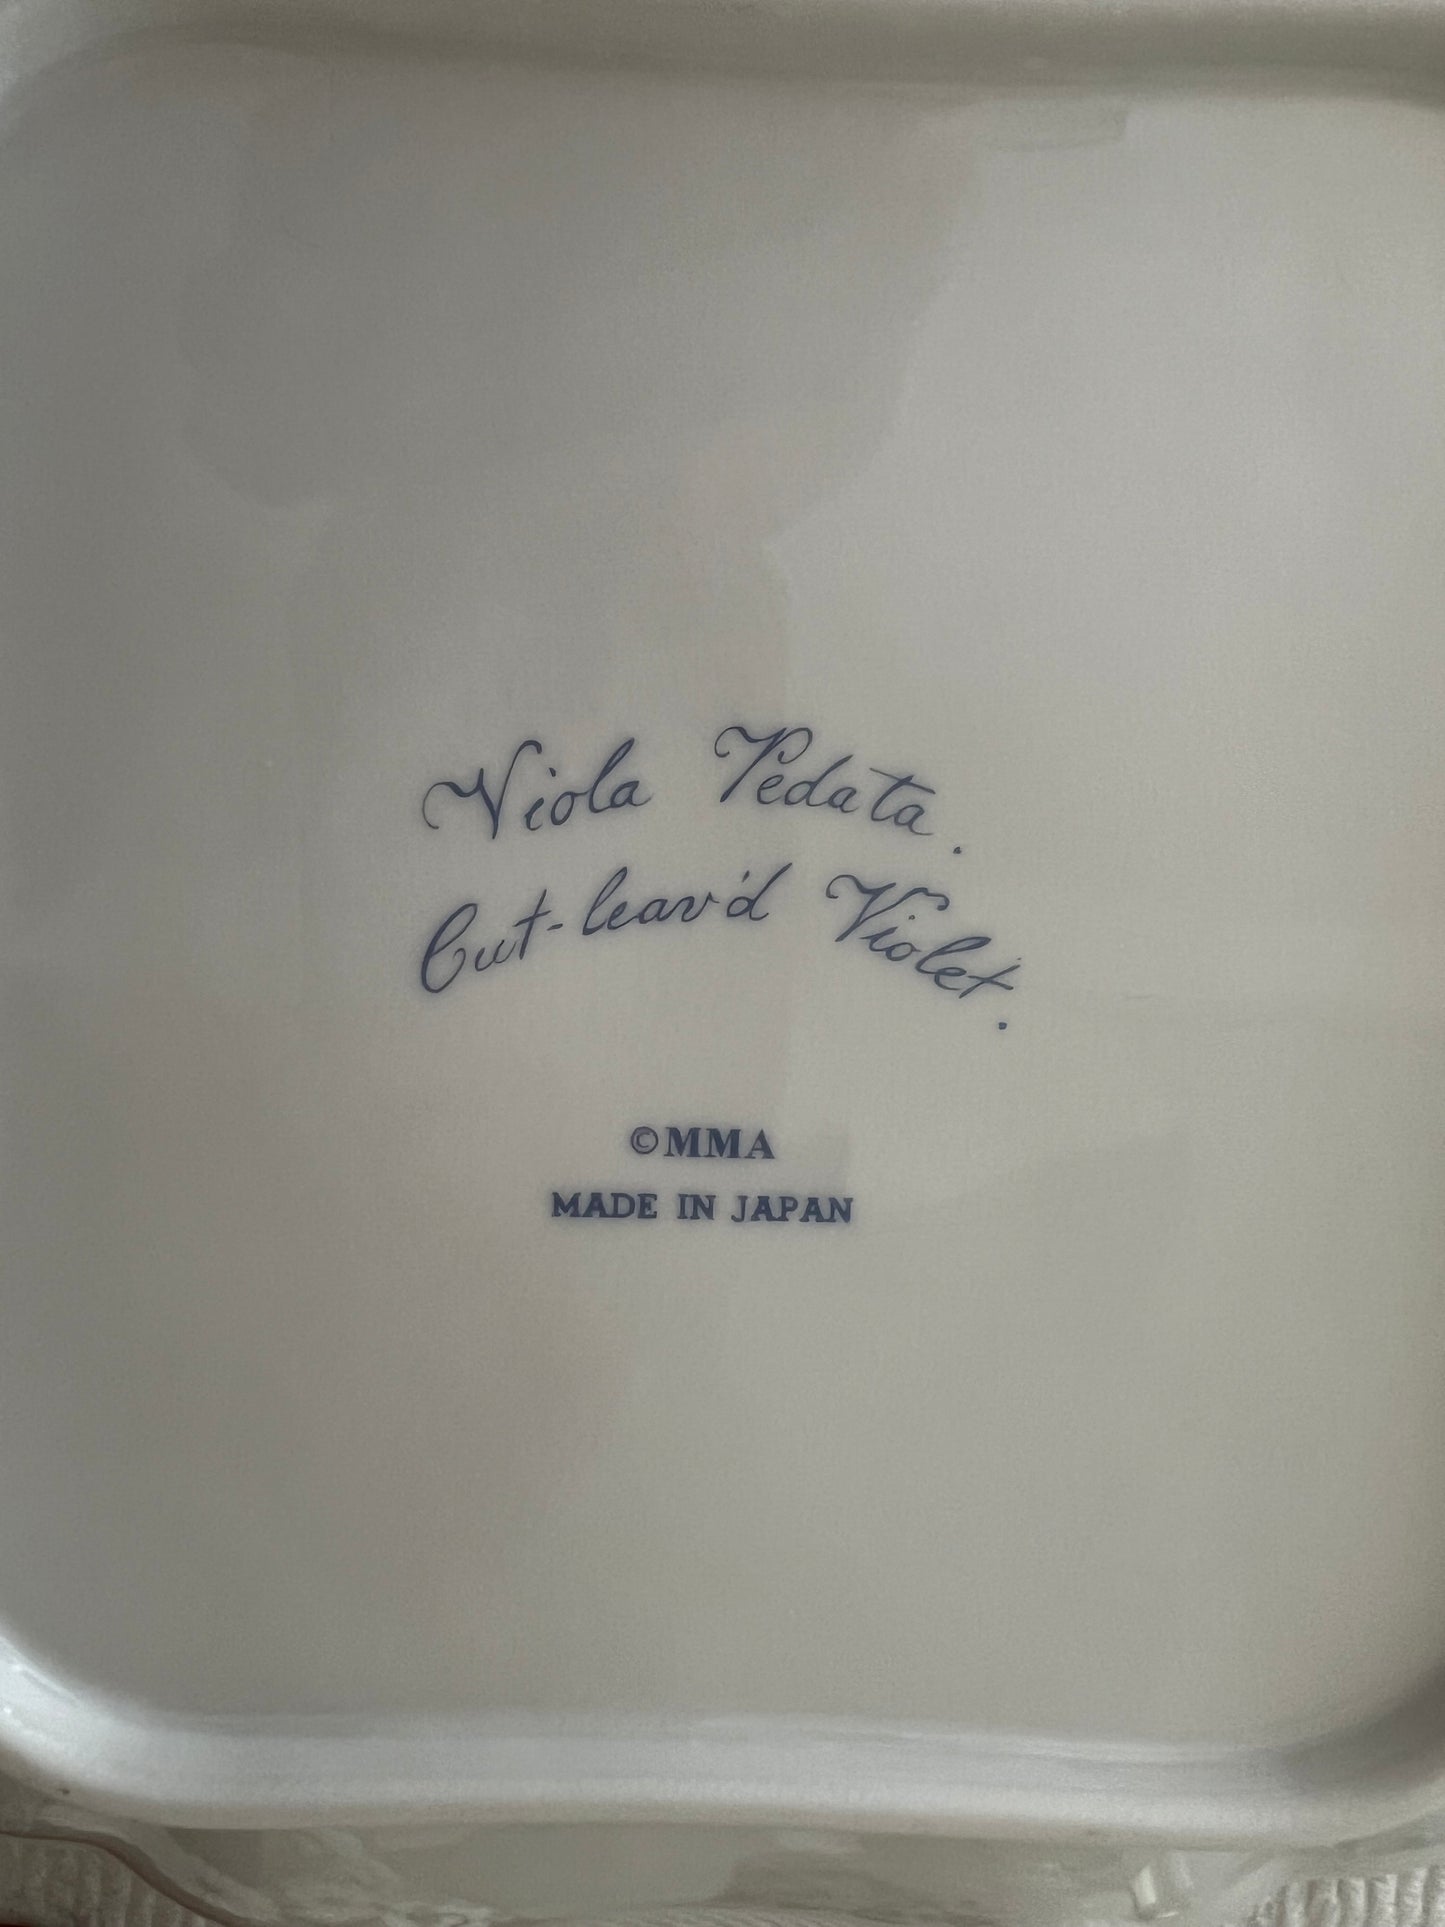 Viola Pedata.
Cut-leav'd Violet.
©MMA
MADE IN JAPAN